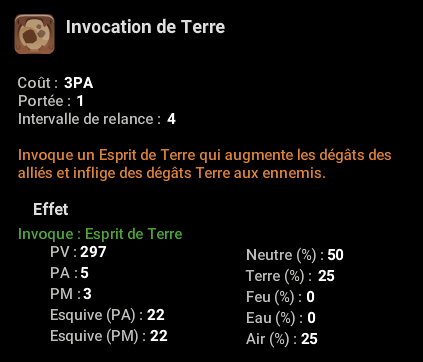 Invocation de Terre
Coût : 3PA
Portée : 1
Intervalle de relance : 4
Invoque un Esprit de Terre qui augmente les dégâts des
alliés et inflige des dégâts Terre aux ennemis.
Effet
Invoque : Esprit de Terre
PV : 297
PA : 5
PM : 3
Esquive (PA) : 22
Esquive (PM) : 22
Neutre (%) : 50
Terre (%) : 25
Feu (%) : 0
Eau (%) : 0
Air (%) : 25